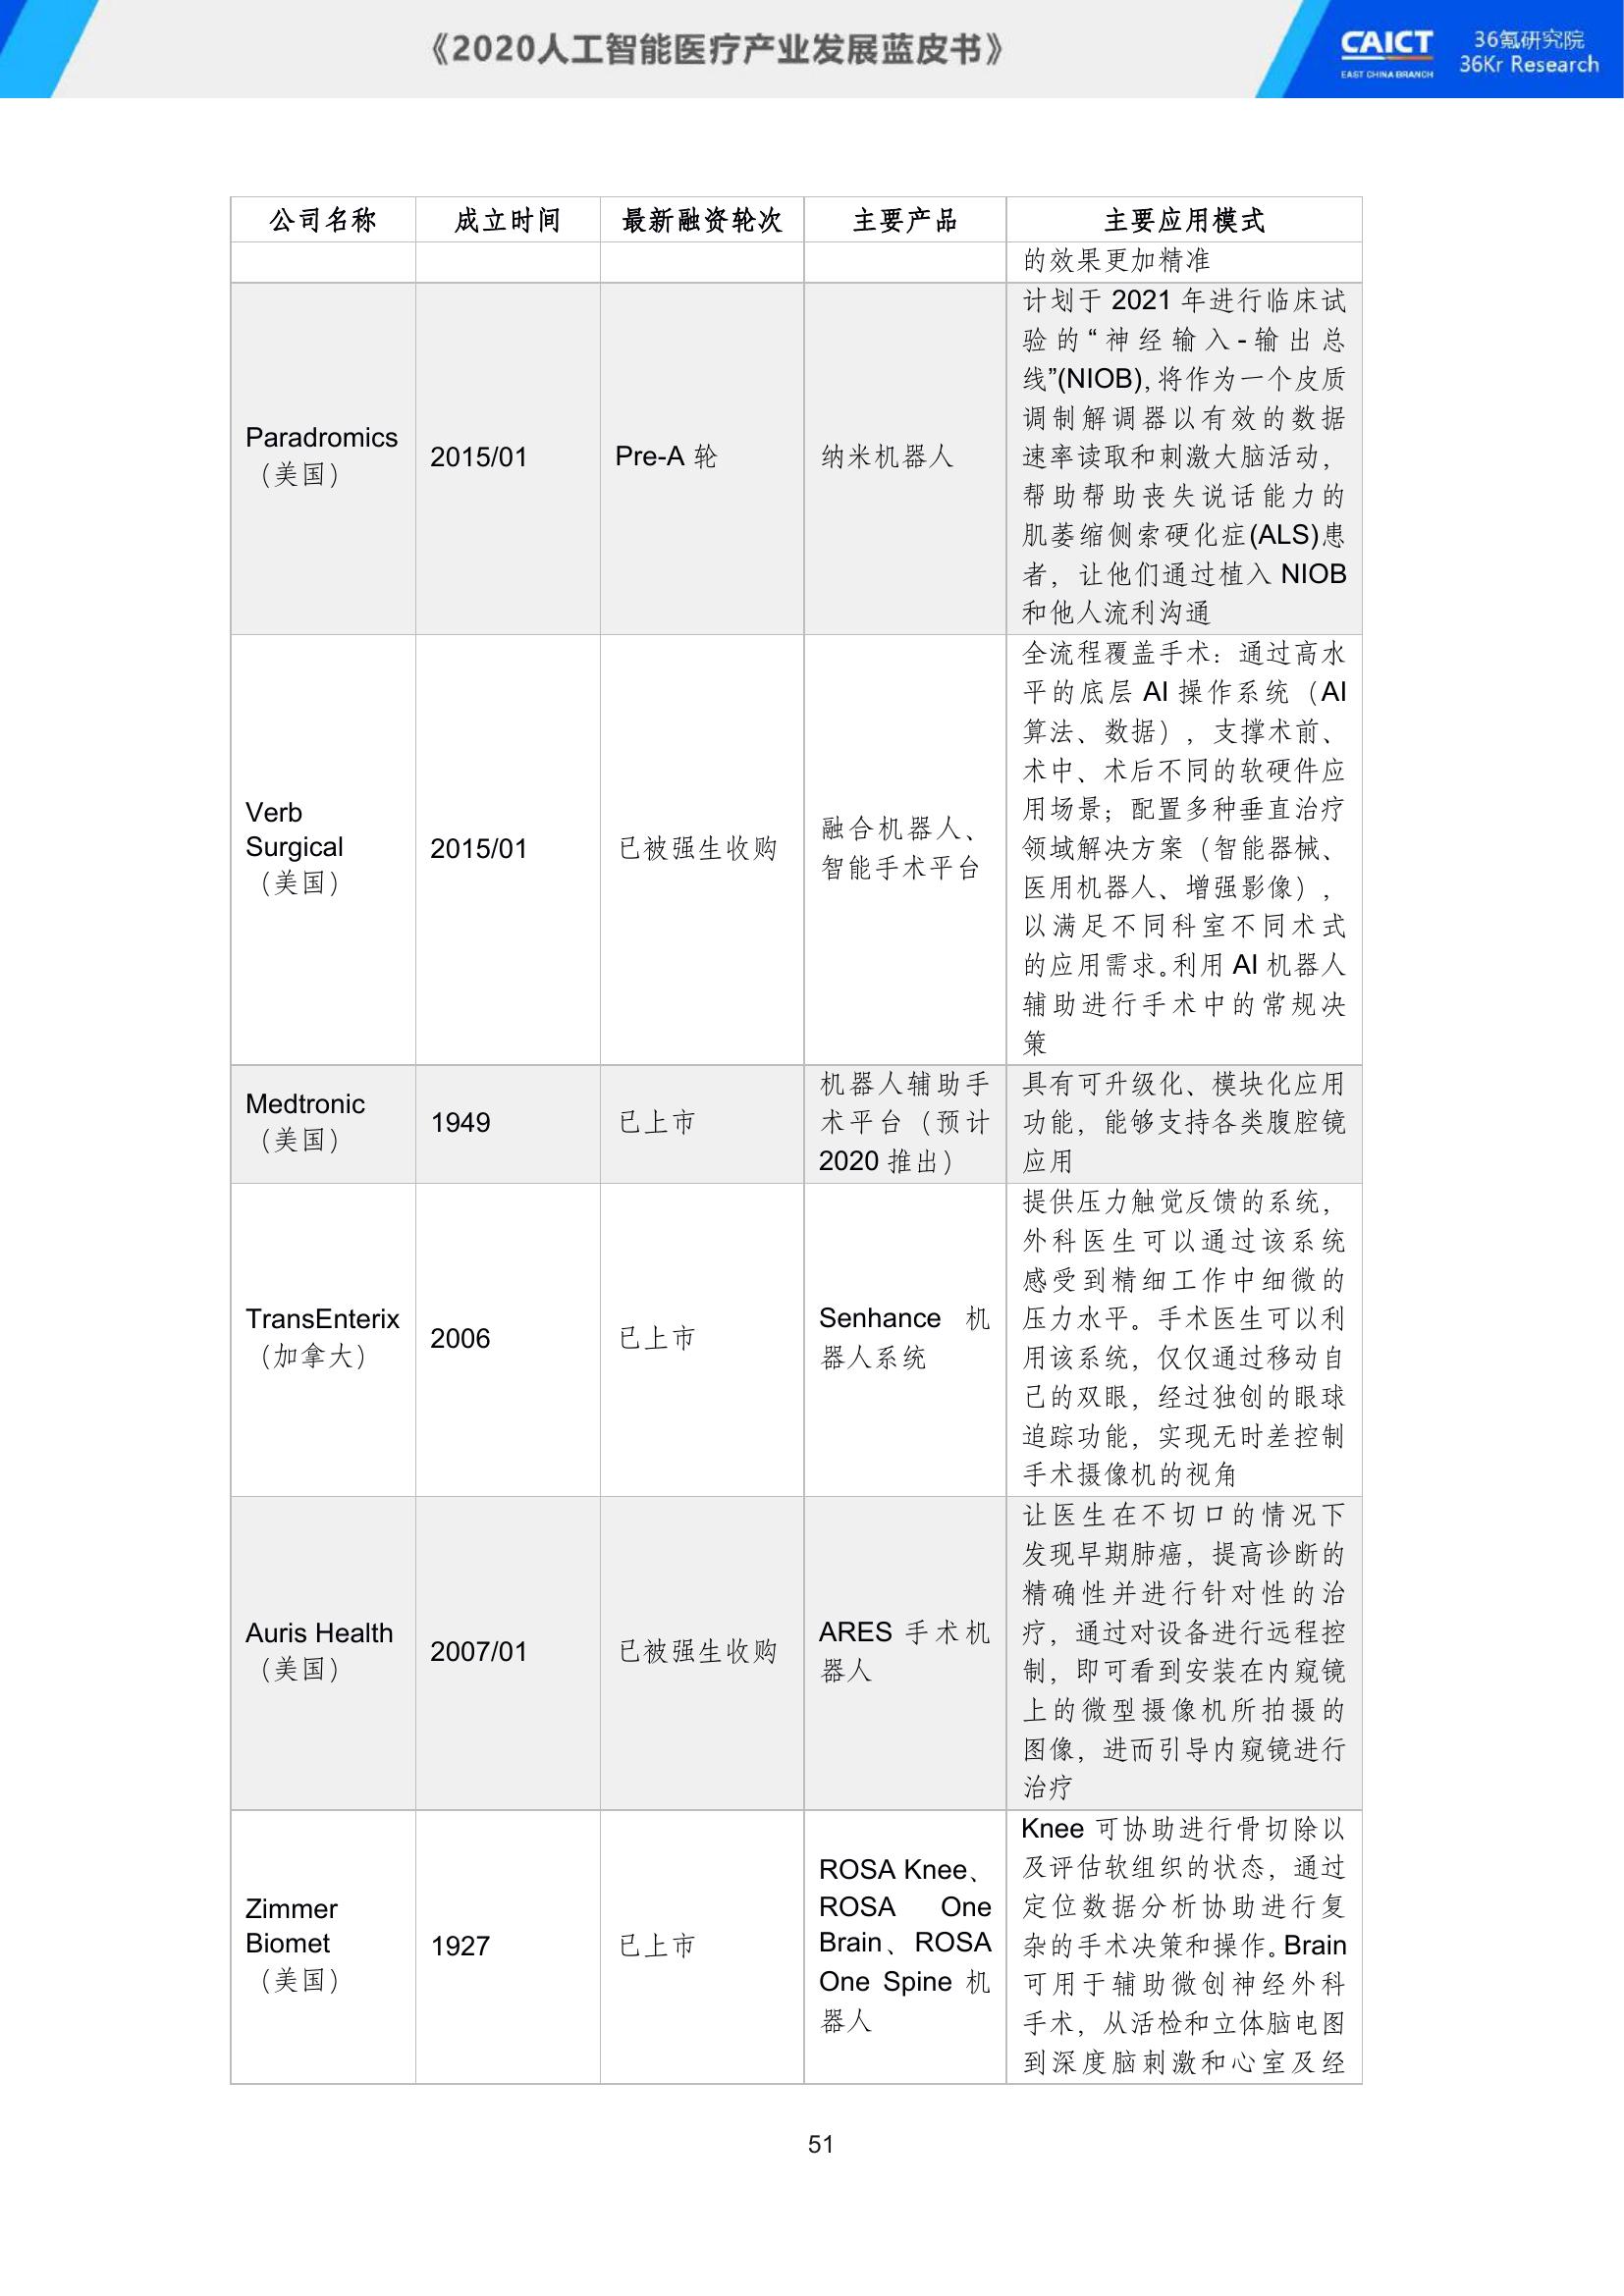 《2020人工智能医疗产业发展蓝皮书》
CAICT
EAST CHINA BRANCH
36氪研究院
36Kr Research
公司名称 成立时间 最新融资轮次 主要产品 主要应用模式
的效果更加精准
Paradromics
（美国）
2015/01
Pre-A 轮
纳米机器人
计划于 2021 年进行临床试
验的“神经输入-输出总
线”(NIOB),将作为一个皮质
调制解调器以有效的数据
速率读取和刺激大脑活动，
帮助帮助丧失说话能力的
肌萎缩侧索硬化症(ALS)患
者，让他们通过植入 NIOB
和他人流利沟通
Verb
Surgical
（美国）
2015/01
已被强生收购
融合机器人、
智能手术平台
全流程覆盖手术：通过高水
平的底层 AI 操作系统（AI
算法、数据），支撑术前、
术中、术后不同的软硬件应
用场景；配置多种垂直治疗
领域解决方案（智能器械、
医用机器人、增强影像），
以满足不同科室不同术式
的应用需求。利用 AI 机器人
辅助进行手术中的常规决
策
Medtronic
（美国）
1949
已上市
机器人辅助手
术平台（预计
2020 推出）
具有可升级化、模块化应用
功能，能够支持各类腹腔镜
应用
TransEnterix
（加拿大）
2006
已上市
Senhance 机
器人系统
提供压力触觉反馈的系统，
外科医生可以通过该系统
感受到精细工作中细微的
压力水平。手术医生可以利
用该系统，仅仅通过移动自
己的双眼，经过独创的眼球
追踪功能，实现无时差控制
手术摄像机的视角
Auris Health
（美国）
2007/01
已被强生收购
ARES 手术机
器人
让医生在不切口的情况下
发现早期肺癌，提高诊断的
精确性并进行针对性的治
疗，通过对设备进行远程控
制，即可看到安装在内窥镜
上的微型摄像机所拍摄的
图像，进而引导内窥镜进行
治疗
Zimmer
Biomet
（美国）
1927
已上市
ROSA Knee、
ROSA One
Brain、ROSA
One Spine 机
器人
Knee 可协助进行骨切除以
及评估软组织的状态，通过
定位数据分析协助进行复
杂的手术决策和操作。Brain
可用于辅助微创神经外科
手术，从活检和立体脑电图
到深度脑刺激和心室及经
51